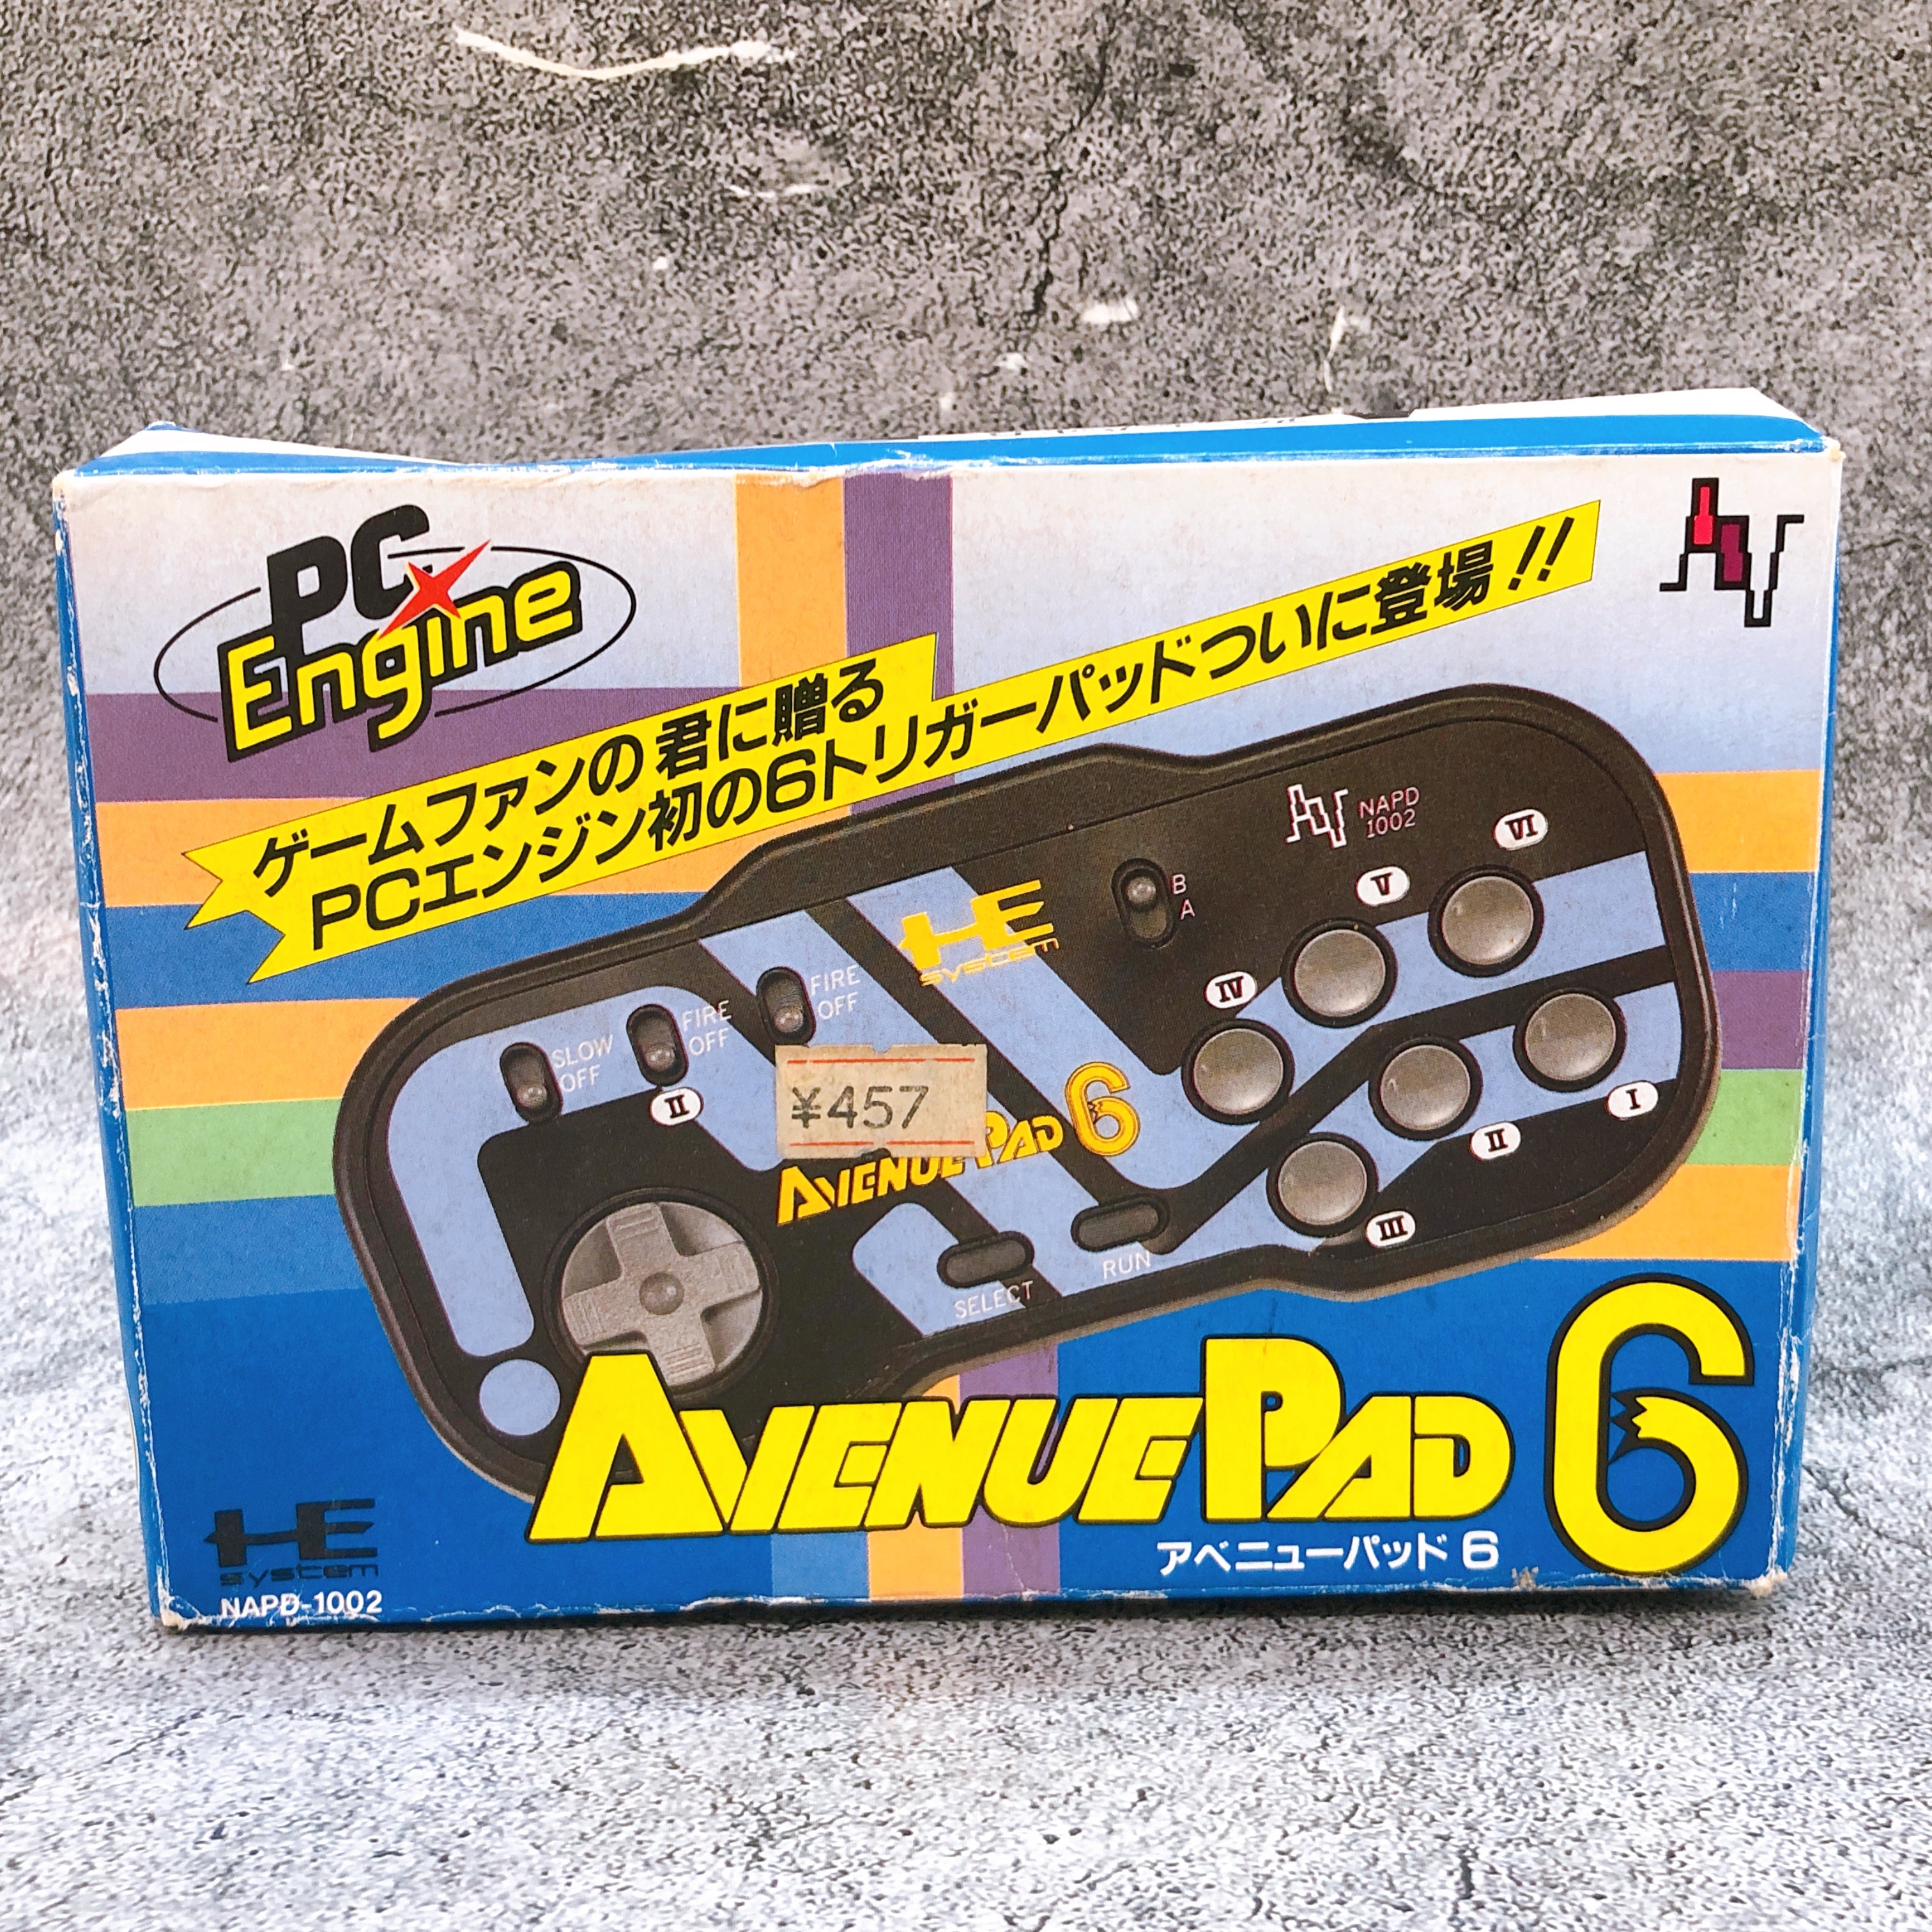 PC
Engine
ゲームファンの君に贈る
PCエンジン初の6トリガーパッドついに登場!!
NAPD
1002
HE
system
B
A
VI
V
IV
FIRE
OFF
FIRE
OFF
SLOW
OFF
II
¥457
AVENUE PAD 6
I
II
III
RUN
SELECT
AVENUE PAD 6
アベニューパッド 6
HE
system
NAPD-1002